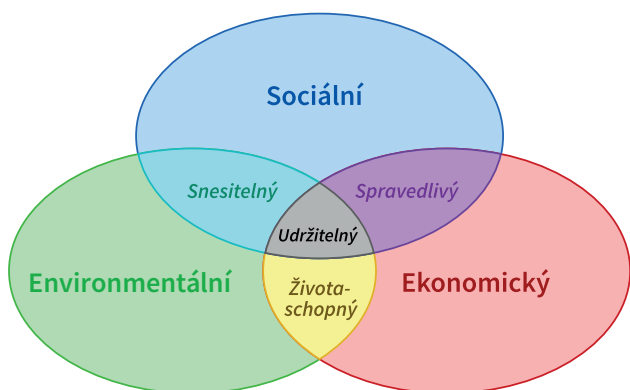 Sociální
Snesitelný
Spravedlivý
Udržitelný
Environmentální
Života-
schopný
Ekonomický